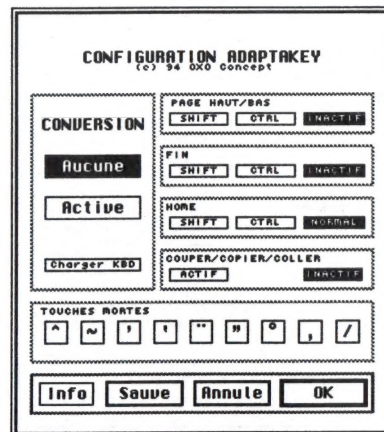 CONFIGURATION ADAPTAKEY
(c) 94 OXO Concept
CONVERSION
Aucune
Active
Charger KBD
PAGE HAUT/BAS
SHIFT CTRL INACTIF
FIN
SHIFT CTRL INACTIF
HOME
SHIFT CTRL NORMAL
COUPER/COPIER/COLLER
ACTIF INACTIF
TOUCHES MORTES
^ ~ ' ` ¨ " ° , /
Info Sauve Annule OK